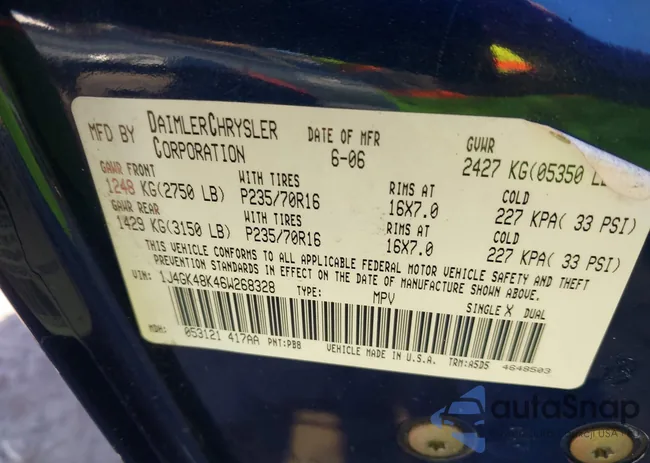 MFD BY DAIMLERCHRYSLER CORPORATION DATE OF MFR 6-06 GVWR 2427 KG(05350 L
GAWR FRONT WITH TIRES RIMS AT COLD
1248 KG(2750 LB) P235/70R16 16X7.0 227 KPA( 33 PSI)
GAWR REAR WITH TIRES RIMS AT COLD
1429 KG(3150 LB) P235/70R16 16X7.0 227 KPA( 33 PSI)
THIS VEHICLE CONFORMS TO ALL APPLICABLE FEDERAL MOTOR VEHICLE SAFETY AND THEFT
PREVENTION STANDARDS IN EFFECT ON THE DATE OF MANUFACTURE SHOWN ABOVE.
VIN: 1J4GK48K46W268328 TYPE: MPV SINGLE X DUAL
MDH: 053121 417AA PNT:PB8 VEHICLE MADE IN U.S.A. TRM:A5D5 4648503
autoSnap